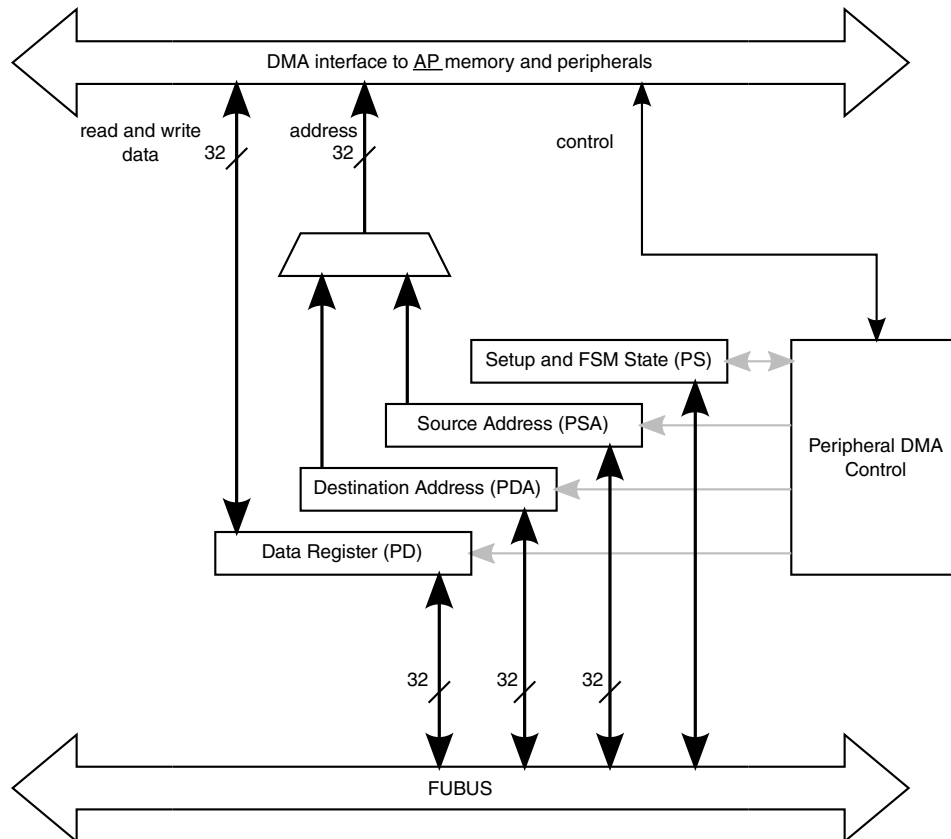 DMA interface to AP memory and peripherals
read and write
data
32
address
32
control
Setup and FSM State (PS)
Source Address (PSA)
Peripheral DMA
Control
Destination Address (PDA)
Data Register (PD)
32
32
32
FUBUS